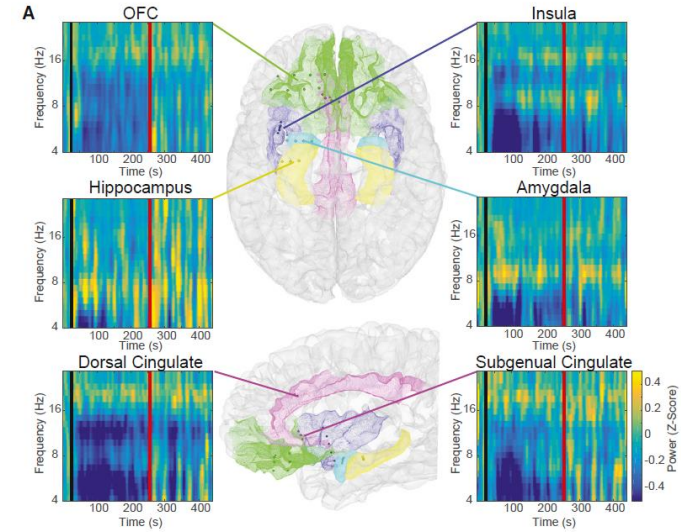 A
OFC
Frequency (Hz)
16
8
4
100 200 300 400
Time (s)
Insula
Frequency (Hz)
16
8
4
100 200 300 400
Time (s)
Hippocampus
Frequency (Hz)
16
8
4
100 200 300 400
Time (s)
Amygdala
Frequency (Hz)
16
8
4
100 200 300 400
Time (s)
Dorsal Cingulate
Frequency (Hz)
16
8
4
100 200 300 400
Time (s)
Subgenual Cingulate
Frequency (Hz)
16
8
4
100 200 300 400
Time (s)
0.4
0.2
0
-0.2
-0.4
Power (Z-Score)